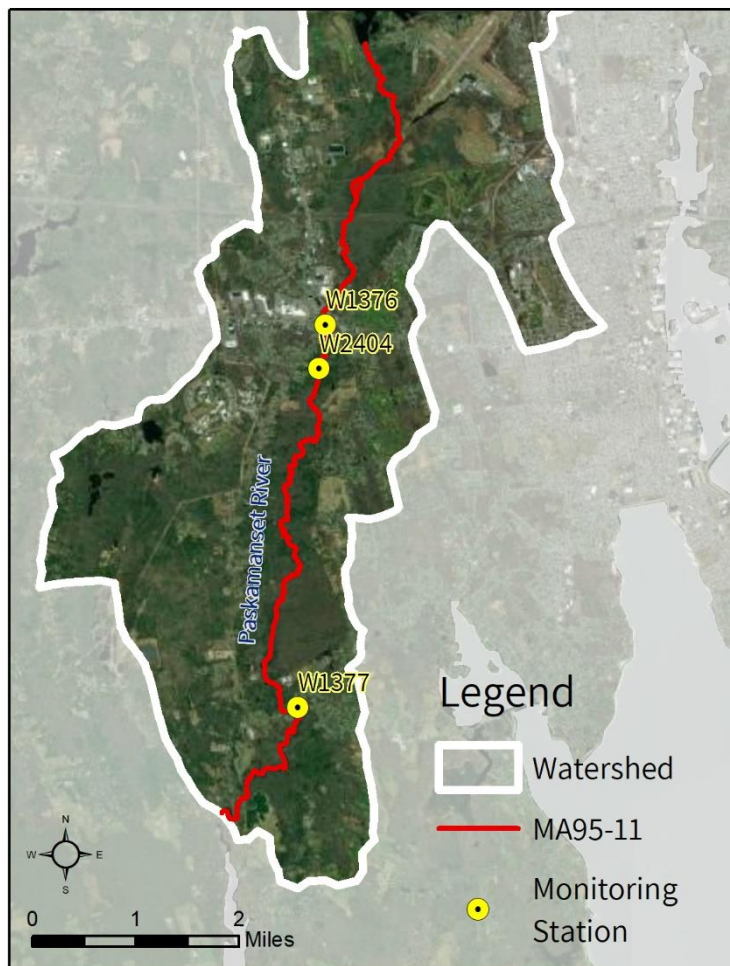 W1376
W2404
Paskamanset River
W1377
Legend
Watershed
MA95-11
Monitoring
Station
N
W E
S
0 1 2
Miles